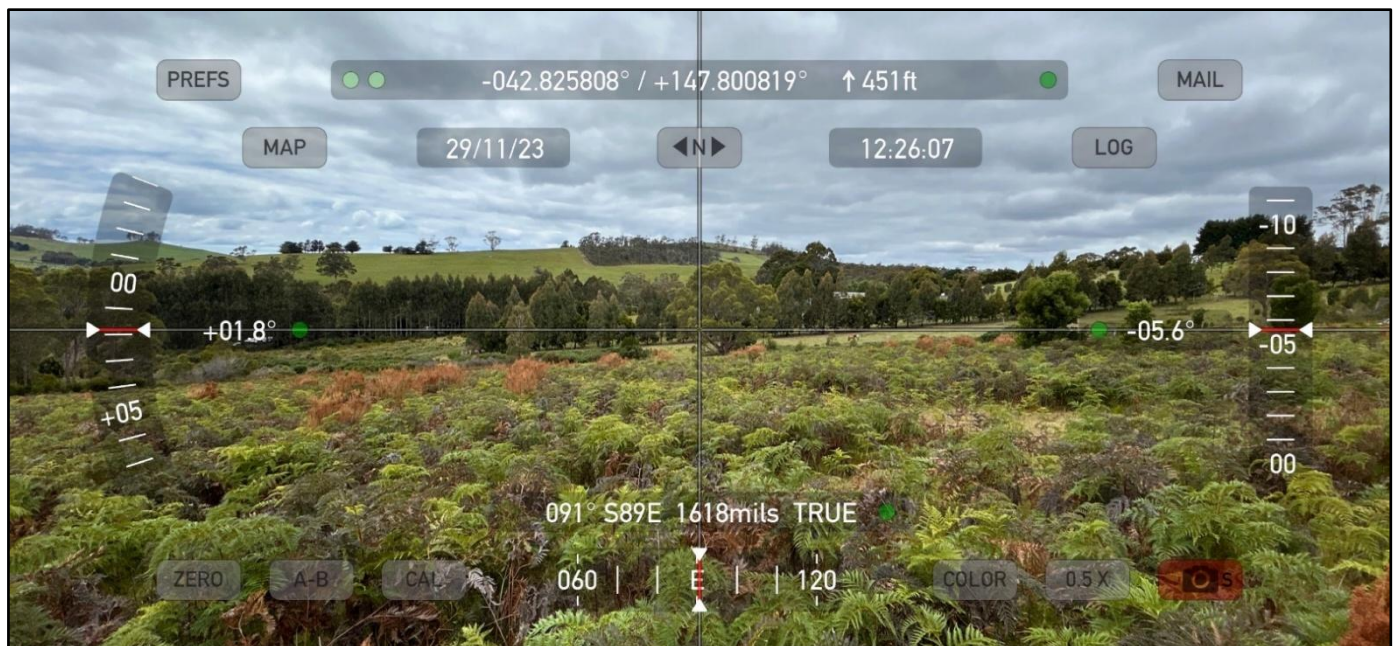 PREFS -042.825808° / +147.800819° ↑ 451ft MAIL
MAP 29/11/23 ◀N▶ 12:26:07 LOG
-10
00
+01.8° -05.6°
-05
+05
00
091° S89E 1618mils TRUE
ZERO A-B CAL 060 E 120 COLOR 0.5 X